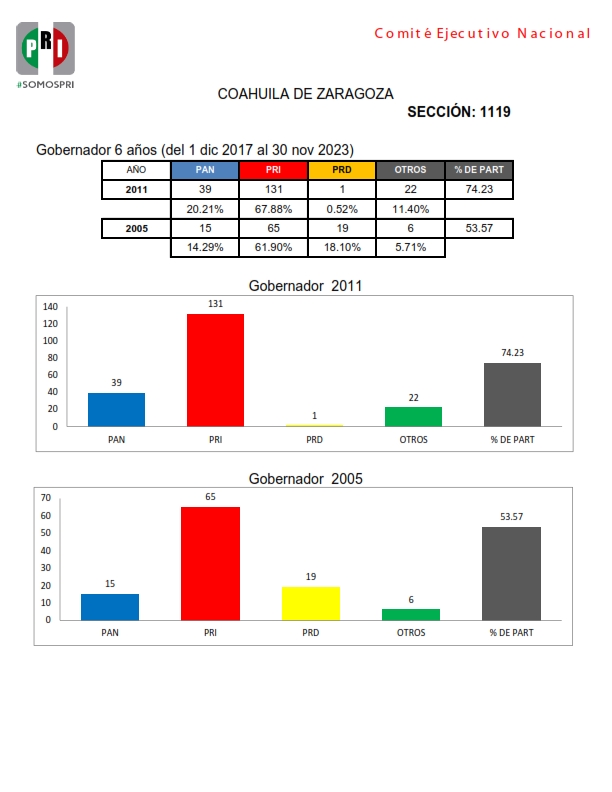 PRI
#SOMOSPRI
Comité Ejecutivo Nacional
COAHUILA DE ZARAGOZA
SECCIÓN: 1119
Gobernador 6 años (del 1 dic 2017 al 30 nov 2023)
AÑO PAN PRI PRD OTROS % DE PART
2011 39 131 1 22 74.23
20.21% 67.88% 0.52% 11.40%
2005 15 65 19 6 53.57
14.29% 61.90% 18.10% 5.71%
Gobernador 2011
140
120
100
80
60
40
20
0
39
131
1
22
74.23
PAN PRI PRD OTROS % DE PART
Gobernador 2005
70
60
50
40
30
20
10
0
15
65
19
6
53.57
PAN PRI PRD OTROS % DE PART